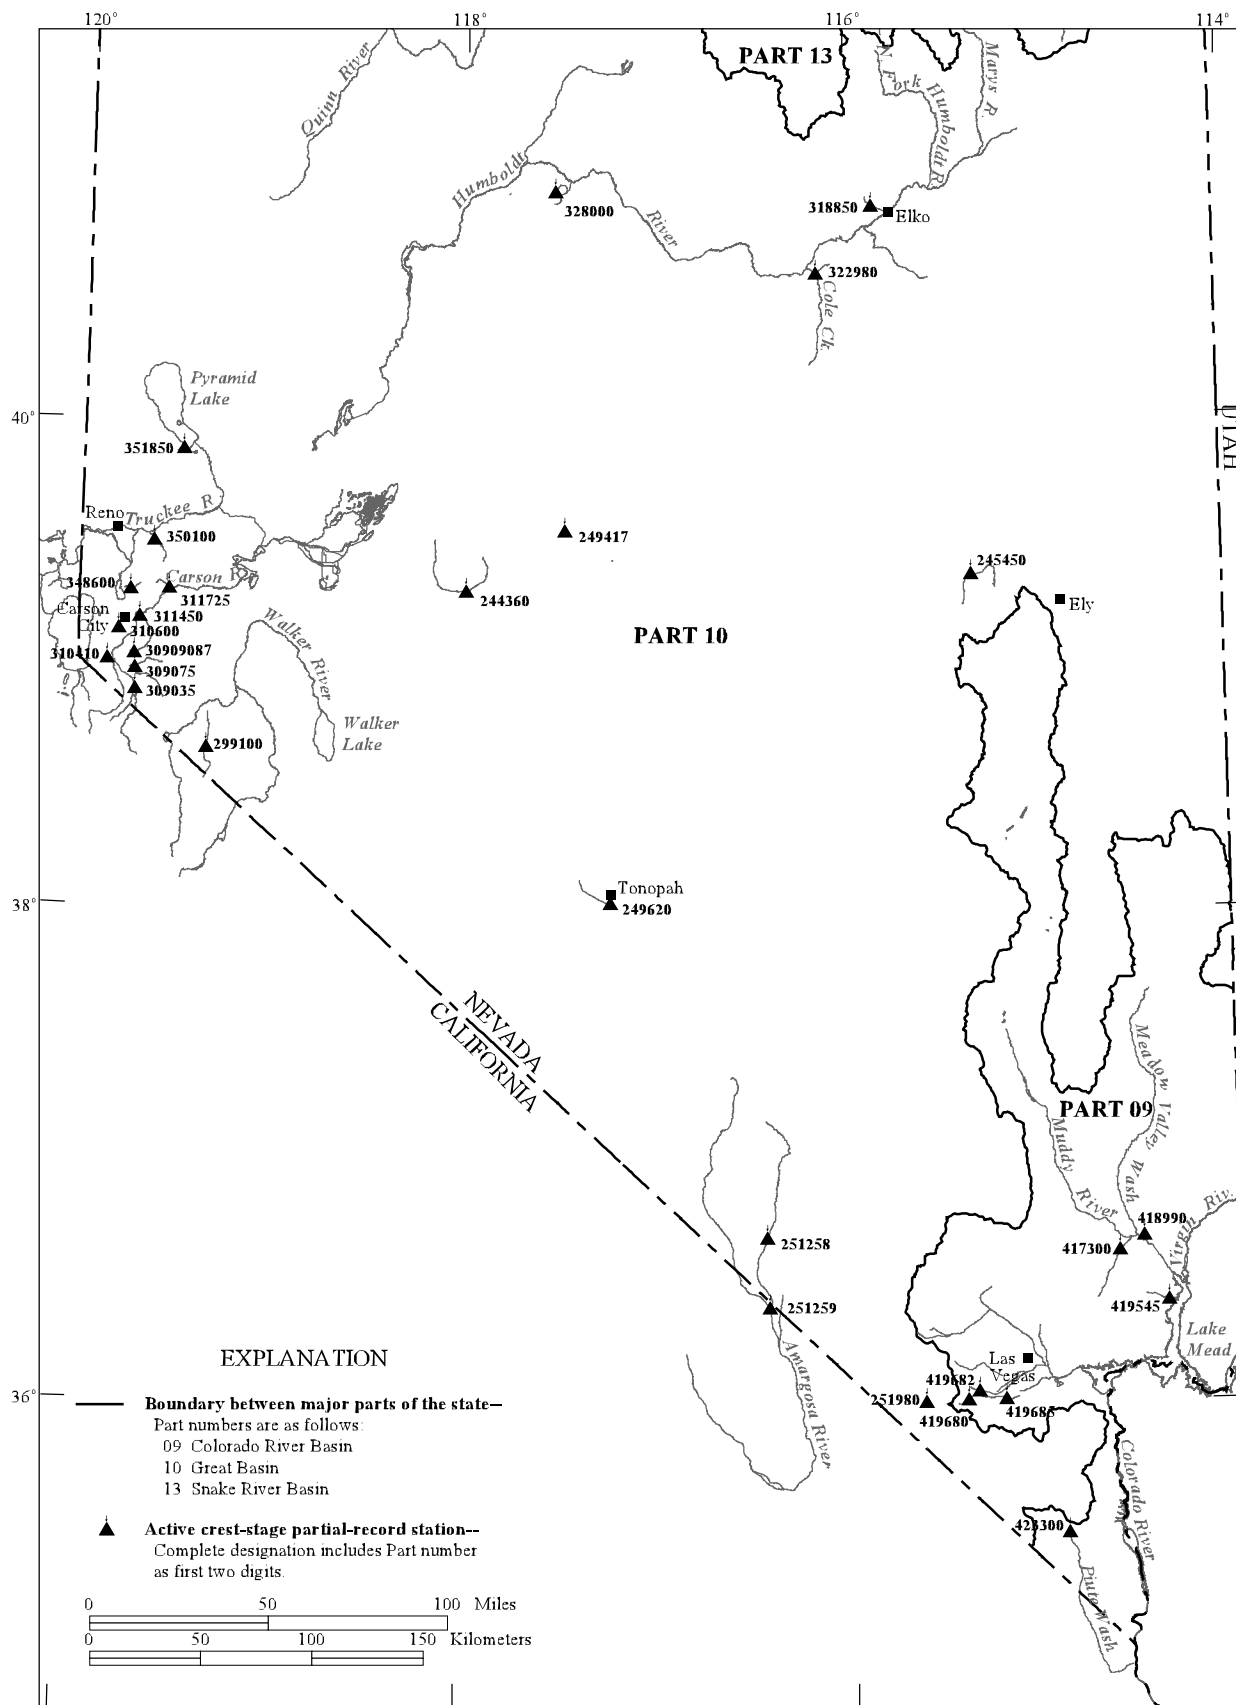 120°
118°
116°
114°
PART 13
Quinn River
N. Fork
Humboldt R
Marys R
Humboldt
River
328000
318850
Elko
322980
Cole Ck
Pyramid
Lake
40°
UTAH
351850
Reno
Truckee R
350100
249417
245450
348600
Carson R
311725
244360
Ely
Carson
City
311450
310600
Walker River
PART 10
310410
30909087
309075
309035
299100
Walker
Lake
Tonopah
249620
38°
NEVADA
CALIFORNIA
Meadow Valley Wash
PART 09
Muddy River
418990
Virgin Riv
417300
251258
251259
419545
Lake
Mead
Amargosa River
Las
Vegas
419682
251980
419680
419685
36°
Colorado River
423300
Piute Wash
EXPLANATION
Boundary between major parts of the state—
Part numbers are as follows:
09 Colorado River Basin
10 Great Basin
13 Snake River Basin
Active crest-stage partial-record station--
Complete designation includes Part number
as first two digits.
0 50 100 Miles
0 50 100 150 Kilometers